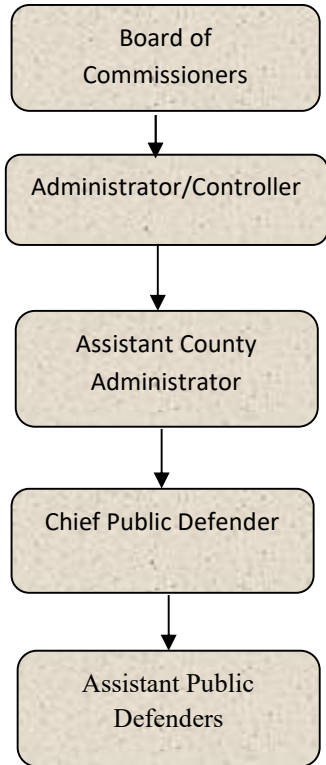 Board of
Commissioners
Administrator/Controller
Assistant County
Administrator
Chief Public Defender
Assistant Public
Defenders